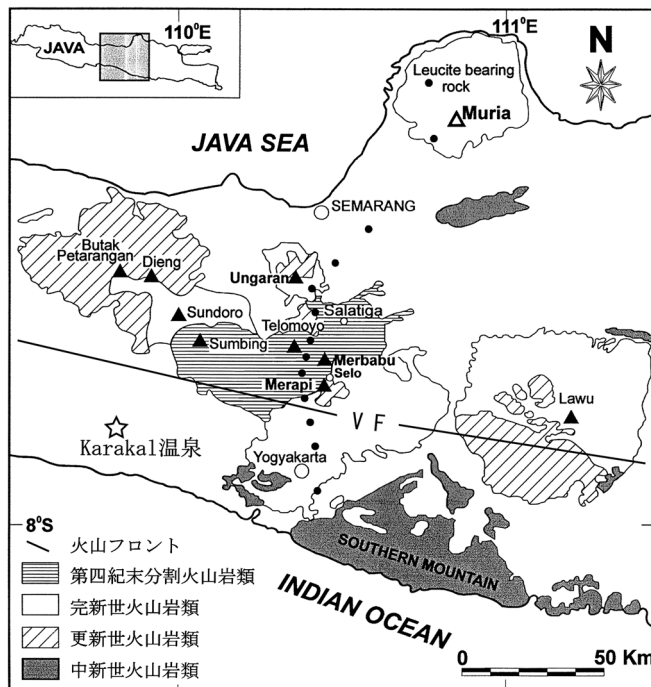 JAVA
110°E
111°E
N
Leucite bearing
rock
Muria
JAVA SEA
SEMARANG
Butak
Petarangan
Dieng
Ungaran
Sundoro
Salatiga
Telomoyo
Sumbing
Merbabu
Selo
Merapi
Lawu
V F
Karakal温泉
Yogyakarta
8°S
SOUTHERN MOUNTAIN
INDIAN OCEAN
火山フロント
第四紀末分割火山岩類
完新世火山岩類
更新世火山岩類
中新世火山岩類
0 50 Km